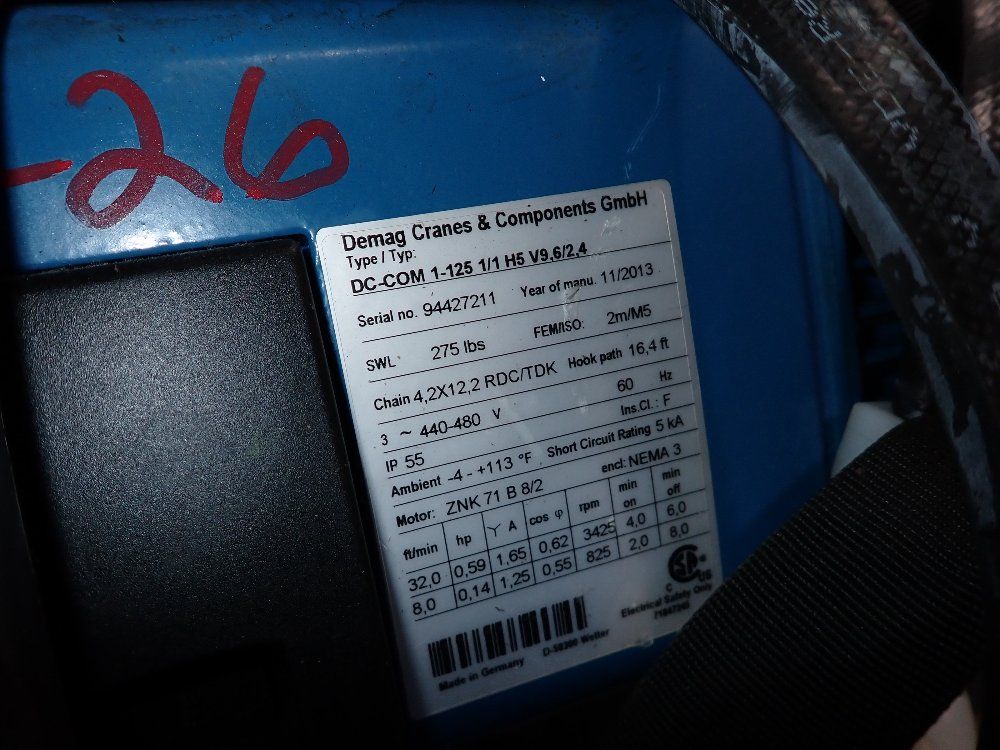 -26
Demag Cranes & Components GmbH
Type / Typ:
DC-COM 1-125 1/1 H5 V9.6/2,4
Serial no. 94427211 Year of manu. 11/2013
SWL 275 lbs FEM/ISO: 2m/M5
Chain 4,2X12,2 RDC/TDK Hook path 16,4 ft
3 ~ 440-480 V 60 Hz
IP 55 Ins.Cl.: F
Ambient -4 - +113 °F Short Circuit Rating 5 kA
Motor: ZNK 71 B 8/2 encl: NEMA 3
ft/min hp Y A cos φ rpm min on min off
32,0 0,59 1,65 0,62 3425 4,0 6,0
8,0 0,14 1,25 0,55 825 2,0 8,0
C US
Electrical Safety Only
Made in Germany D-58300 Wetter